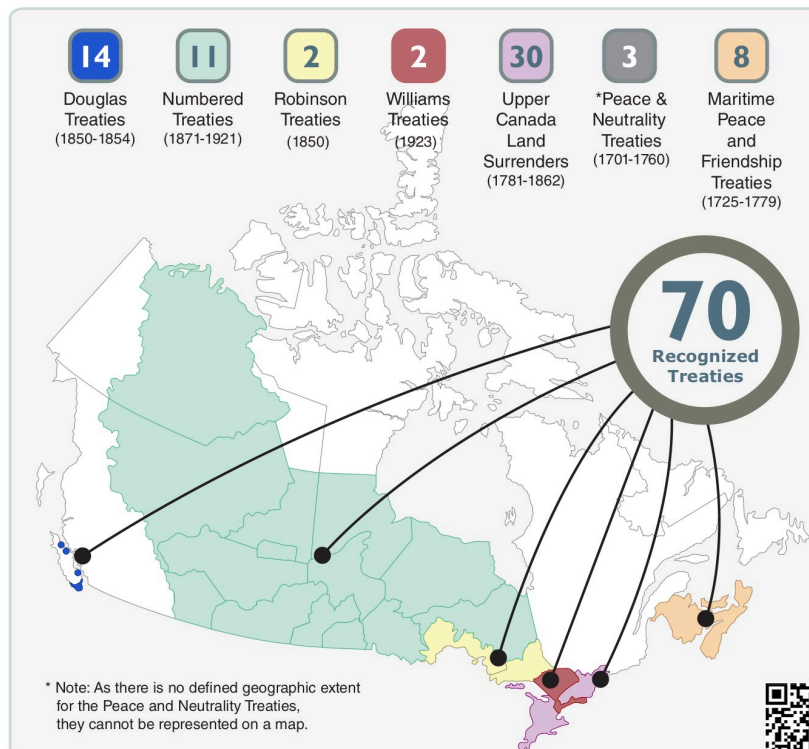 14
Douglas
Treaties
(1850-1854)
11
Numbered
Treaties
(1871-1921)
2
Robinson
Treaties
(1850)
2
Williams
Treaties
(1923)
30
Upper
Canada
Land
Surrenders
(1781-1862)
3
*Peace &
Neutrality
Treaties
(1701-1760)
8
Maritime
Peace
and
Friendship
Treaties
(1725-1779)
70
Recognized
Treaties
* Note: As there is no defined geographic extent
for the Peace and Neutrality Treaties,
they cannot be represented on a map.